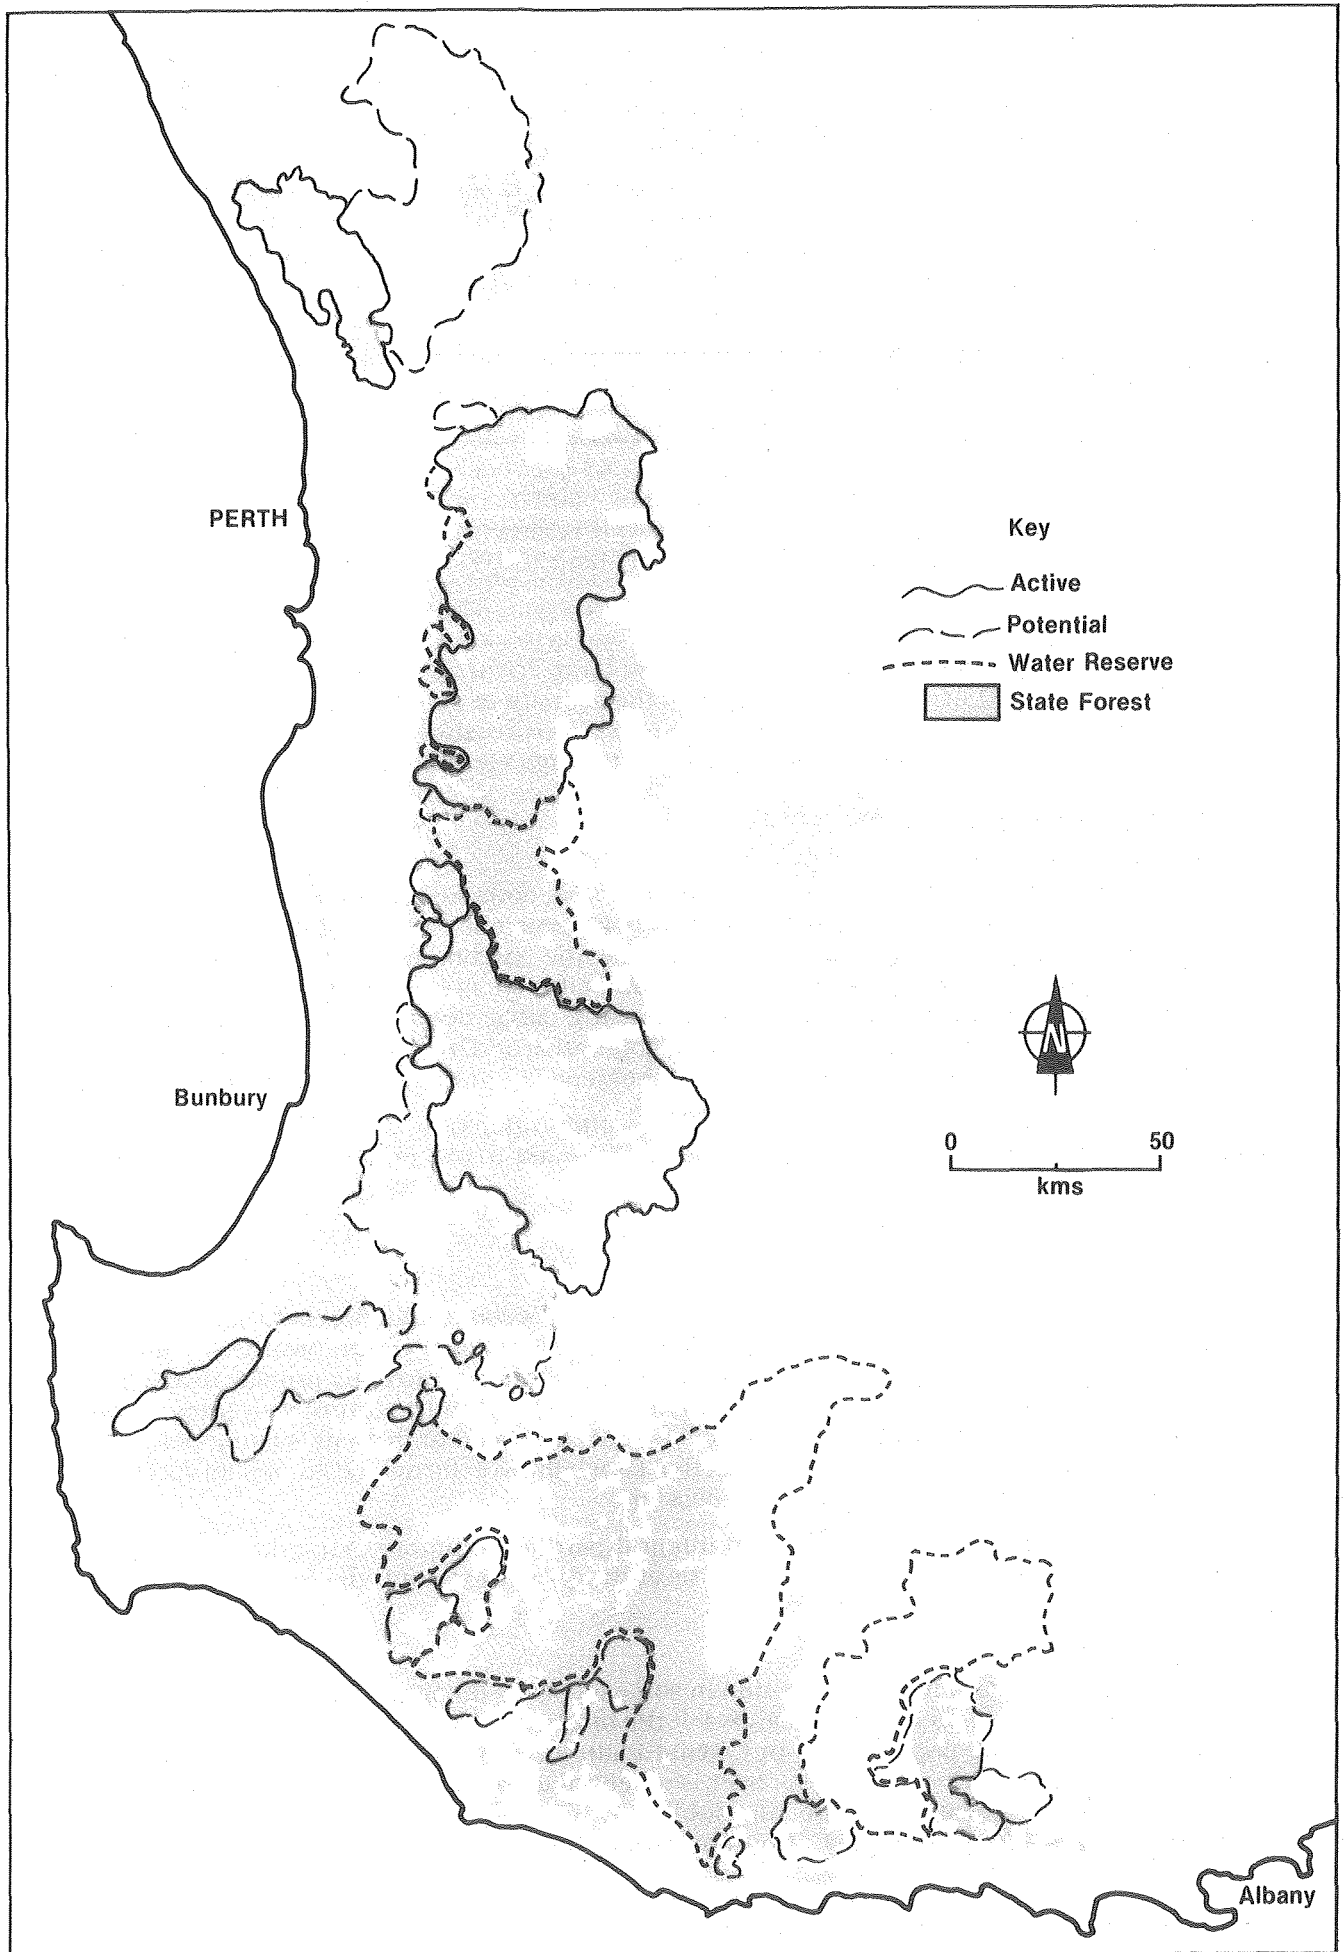 PERTH
Key
Active
Potential
Water Reserve
State Forest
N
Bunbury
0 50
kms
Albany